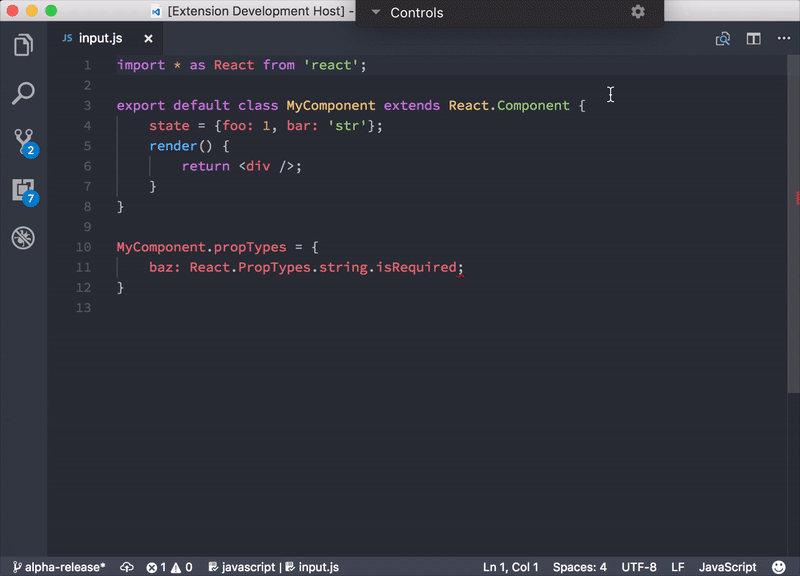 [Extension Development Host] -
Controls
JS input.js ×
1 import * as React from 'react';
2
3 export default class MyComponent extends React.Component {
4 state = {foo: 1, bar: 'str'};
5 render() {
6 return <div />;
7 }
8 }
9
10 MyComponent.propTypes = {
11 baz: React.PropTypes.string.isRequired;
12 }
13
2
7
alpha-release* 1 0 javascript | input.js Ln 1, Col 1 Spaces: 4 UTF-8 LF JavaScript